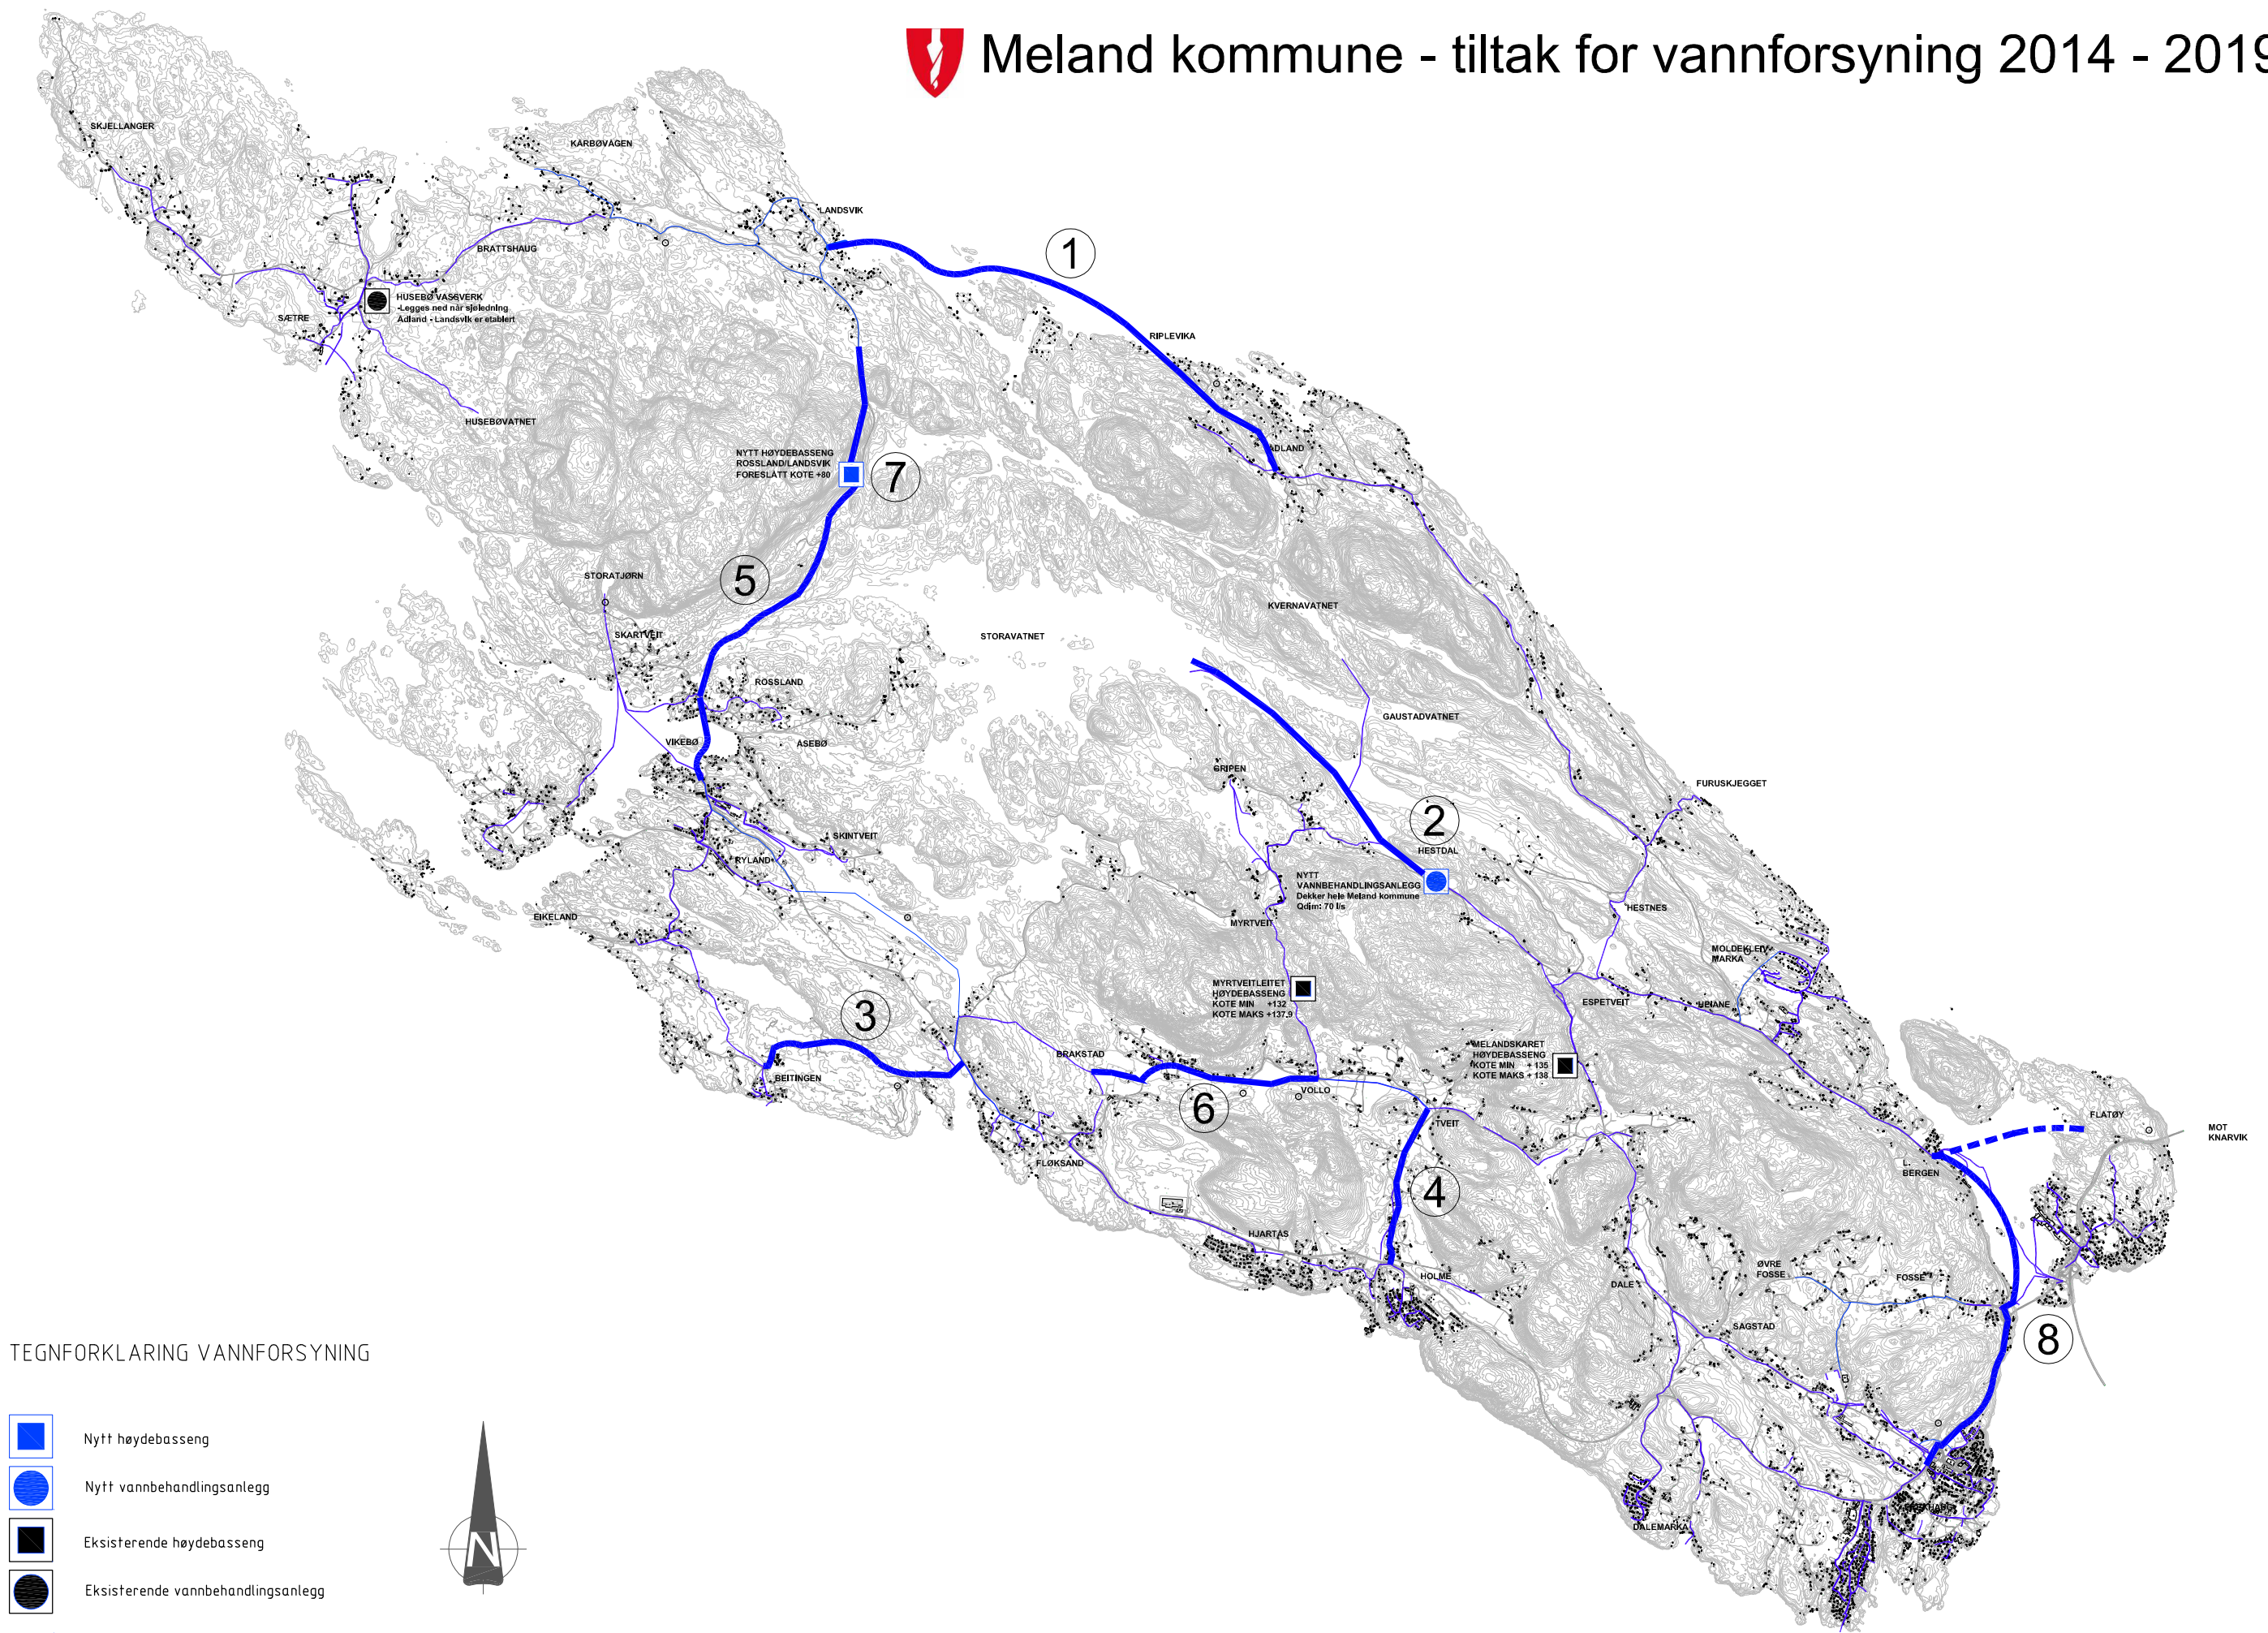 Meland kommune - tiltak for vannforsyning 2014 - 2019
SKJELLANGER
KÅRBØVÅGEN
LANDSVIK
BRATTSHAUG
1
HUSEBØ VASSVERK
-Legges ned når sjøledning
Ådland - Landsvik er etablert
SÆTRE
RIPLEVIKA
HUSEBØVATNET
ÅDLAND
NYTT HØYDEBASSENG
ROSSLAND/LANDSVIK
FORESLÅTT KOTE +80
7
STORATJØRN
5
KVERNAVATNET
SKARTVEIT
STORAVATNET
ROSSLAND
GAUSTADVATNET
VIKEBØ
ÅSEBØ
GRIPEN
FURUSKJEGGET
2
SKINTVEIT
HESTDAL
RYLAND
NYTT
VANNBEHANDLINGSANLEGG
Dekker hele Meland kommune
Qdim: 70 l/s
HESTNES
EIKELAND
MYRTVEIT
MOLDEKLEIV
MARKA
MYRTVEITLEITET
HØYDEBASSENG
KOTE MIN +132
KOTE MAKS +137.9
ESPETVEIT
UPIANE
3
BRAKSTAD
MELANDSKARET
HØYDEBASSENG
KOTE MIN + 135
KOTE MAKS + 138
BEITINGEN
VOLLO
6
TVEIT
FLATØY
MOT
KNARVIK
FLØKSAND
L.
BERGEN
4
HJARTÅS
HOLME
DALE
ØVRE
FOSSE
FOSSE
SAGSTAD
8
DALEMARKA
TEGNFORKLARING VANNFORSYNING
Nytt høydebasseng
Nytt vannbehandlingsanlegg
Eksisterende høydebasseng
Eksisterende vannbehandlingsanlegg
N